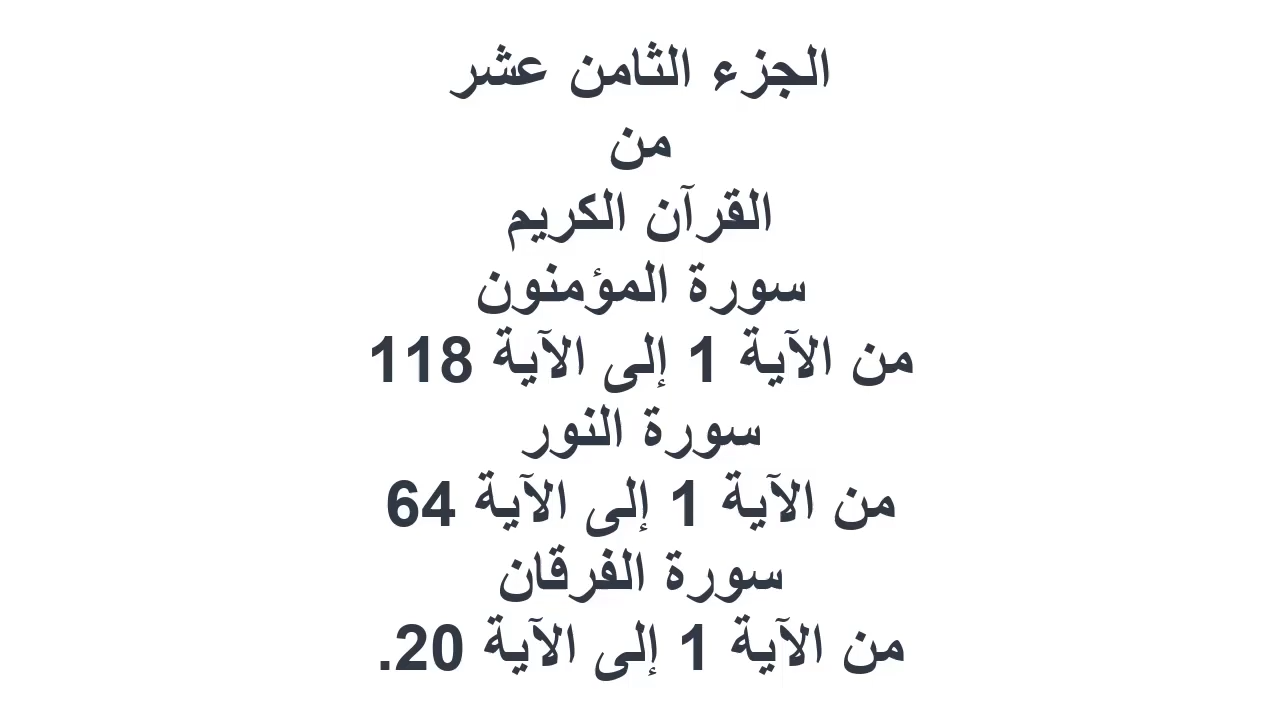 الجزء الثامن عشر
من
القرآن الكريم
سورة المؤمنون
من الآية 1 إلى الآية 118
سورة النور
من الآية 1 إلى الآية 64
سورة الفرقان
من الآية 1 إلى الآية 20.